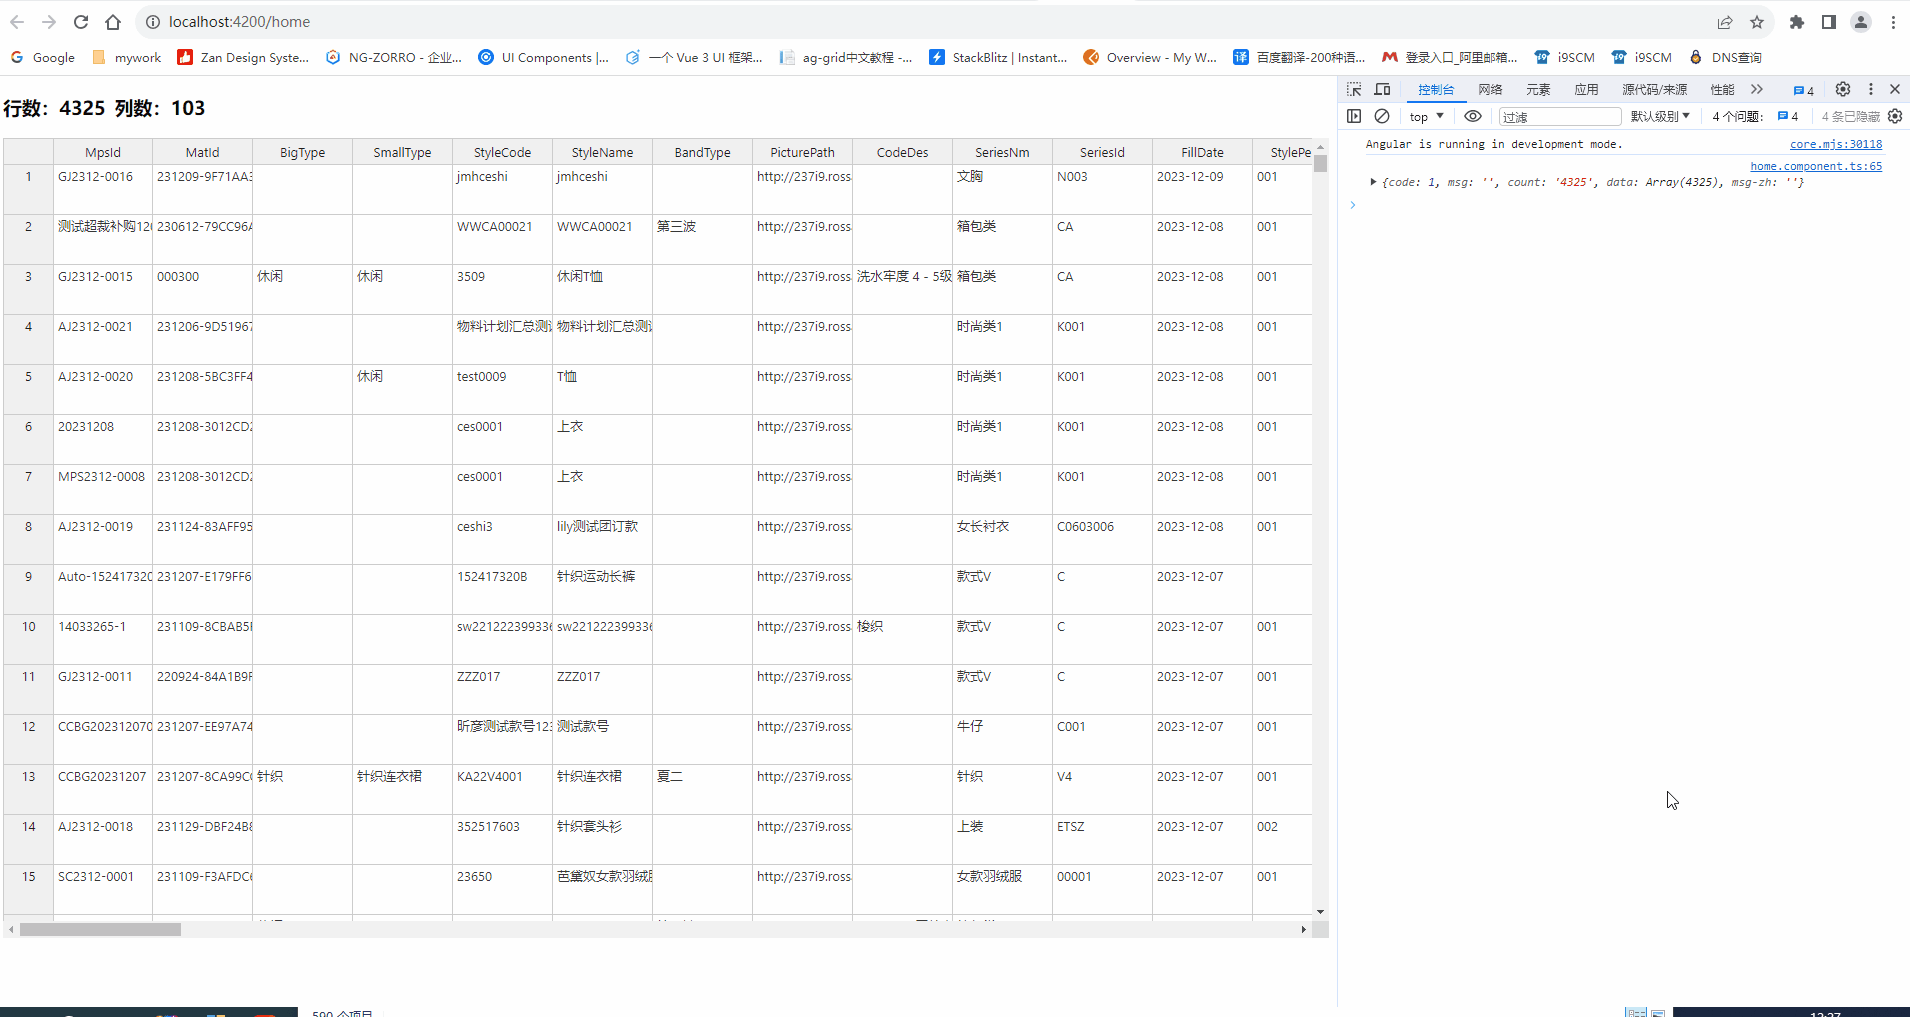 localhost:4200/home
Google mywork Zan Design Syste... NG-ZORRO - 企业... UI Components |... 一个 Vue 3 UI 框架... ag-grid中文教程 -... StackBlitz | Instant... Overview - My W... 百度翻译-200种语... 登录入口_阿里邮箱... i9SCM i9SCM DNS查询
行数：4325 列数：103
MpsId MatId BigType SmallType StyleCode StyleName BandType PicturePath CodeDes SeriesNm SeriesId FillDate StylePe
1 GJ2312-0016 231209-9F71AA3 jmhceshi jmhceshi http://237i9.ross 文胸 N003 2023-12-09 001
2 测试超裁补购120 230612-79CC96A WWCA00021 WWCA00021 第三波 http://237i9.ross 箱包类 CA 2023-12-08 001
3 GJ2312-0015 000300 休闲 休闲 3509 休闲T恤 http://237i9.ross 洗水牢度 4 - 5级 箱包类 CA 2023-12-08 001
4 AJ2312-0021 231206-9D51967 物料计划汇总测试 物料计划汇总测试 http://237i9.ross 时尚类1 K001 2023-12-08 001
5 AJ2312-0020 231208-5BC3FF4 休闲 test0009 T恤 http://237i9.ross 时尚类1 K001 2023-12-08 001
6 20231208 231208-3012CD2 ces0001 上衣 http://237i9.ross 时尚类1 K001 2023-12-08 001
7 MPS2312-0008 231208-3012CD2 ces0001 上衣 http://237i9.ross 时尚类1 K001 2023-12-08 001
8 AJ2312-0019 231124-83AFF95 ceshi3 lily测试团订款 http://237i9.ross 女长衬衣 C0603006 2023-12-08 001
9 Auto-152417320 231207-E179FF6 152417320B 针织运动长裤 http://237i9.ross 款式V C 2023-12-07
10 14033265-1 231109-8CBAB5F sw221222399336 sw221222399336 http://237i9.ross 梭织 款式V C 2023-12-07 001
11 GJ2312-0011 220924-84A1B9F ZZZ017 ZZZ017 http://237i9.ross 款式V C 2023-12-07 001
12 CCBG202312070 231207-EE97A74 昕彦测试款号123 测试款号 http://237i9.ross 牛仔 C001 2023-12-07 001
13 CCBG20231207 231207-8CA99C0 针织 针织连衣裙 KA22V4001 针织连衣裙 夏二 http://237i9.ross 针织 V4 2023-12-07 001
14 AJ2312-0018 231129-DBF24B8 352517603 针织套头衫 http://237i9.ross 上装 ETSZ 2023-12-07 002
15 SC2312-0001 231109-F3AFDC6 23650 芭黛奴女款羽绒服 http://237i9.ross 女款羽绒服 00001 2023-12-07 001
控制台 网络 元素 应用 源代码/来源 性能 4
top 过滤 默认级别 4 个问题: 4 4 条已隐藏
Angular is running in development mode. core.mjs:30118
home.component.ts:65
{code: 1, msg: '', count: '4325', data: Array(4325), msg-zh: ''}
590 个项目